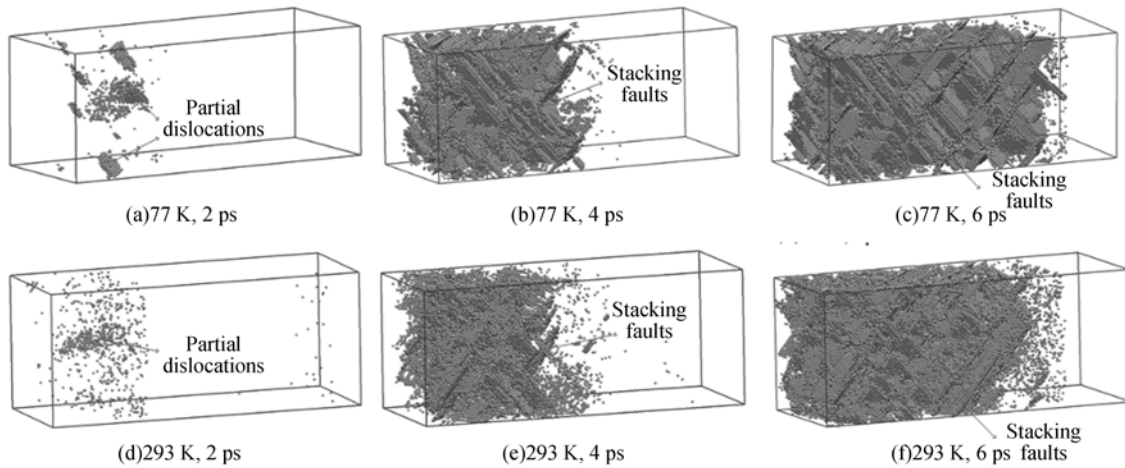 Partial
dislocations
Stacking
faults
Stacking
faults
(a)77 K, 2 ps
(b)77 K, 4 ps
(c)77 K, 6 ps
Partial
dislocations
Stacking
faults
Stacking
faults
(d)293 K, 2 ps
(e)293 K, 4 ps
(f)293 K, 6 ps